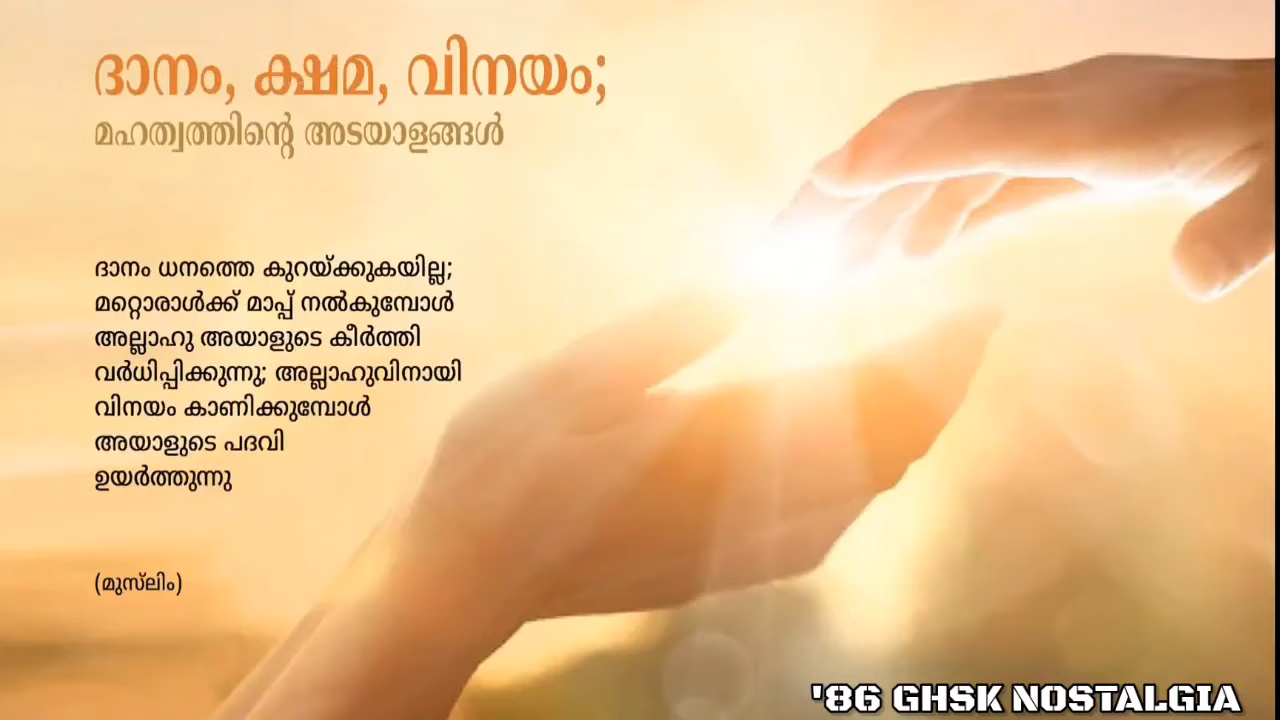 ദാനം, ക്ഷമ, വിനയം;
മഹത്വത്തിന്റെ അടയാളങ്ങൾ
ദാനം ധനത്തെ കുറയ്ക്കുകയില്ല;
മറ്റൊരാൾക്ക് മാപ്പ് നൽകുമ്പോൾ
അല്ലാഹു അയാളുടെ കീർത്തി
വർധിപ്പിക്കുന്നു; അല്ലാഹുവിനായി
വിനയം കാണിക്കുമ്പോൾ
അയാളുടെ പദവി
ഉയർത്തുന്നു
(മുസ്‌ലിം)
'86 GHSK NOSTALGIA